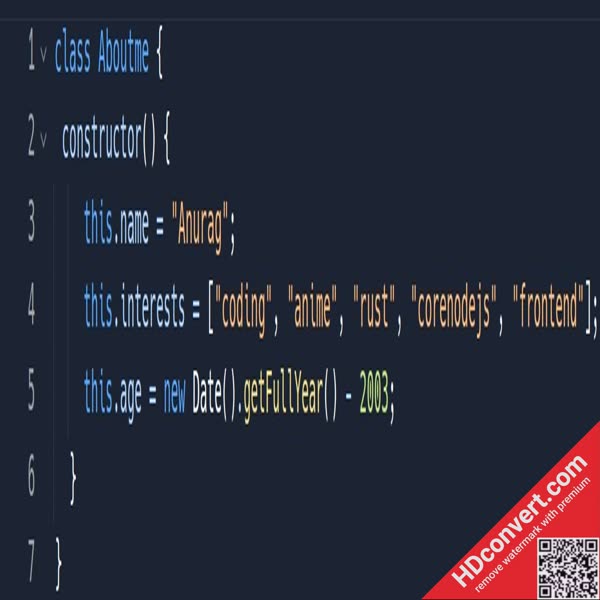 1 class Aboutme {
2 constructor() {
3 this.name = "Anurag";
4 this.interests = ["coding", "anime", "rust", "corenodejs", "frontend"];
5 this.age = new Date().getFullYear() - 2003;
6 }
7 }
HDconvert.com
remove watermark with premium